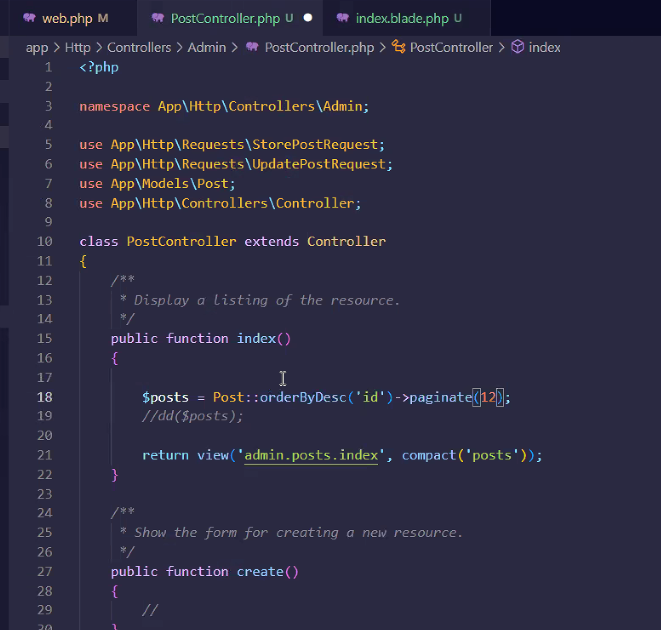 web.php M
PostController.php U
index.blade.php U
app > Http > Controllers > Admin > PostController.php > PostController > index
1 <?php
2
3 namespace App\Http\Controllers\Admin;
4
5 use App\Http\Requests\StorePostRequest;
6 use App\Http\Requests\UpdatePostRequest;
7 use App\Models\Post;
8 use App\Http\Controllers\Controller;
9
10 class PostController extends Controller
11 {
12 /**
13 * Display a listing of the resource.
14 */
15 public function index()
16 {
17
18 $posts = Post::orderByDesc('id')->paginate(12);
19 //dd($posts);
20
21 return view('admin.posts.index', compact('posts'));
22 }
23
24 /**
25 * Show the form for creating a new resource.
26 */
27 public function create()
28 {
29 //
30 }